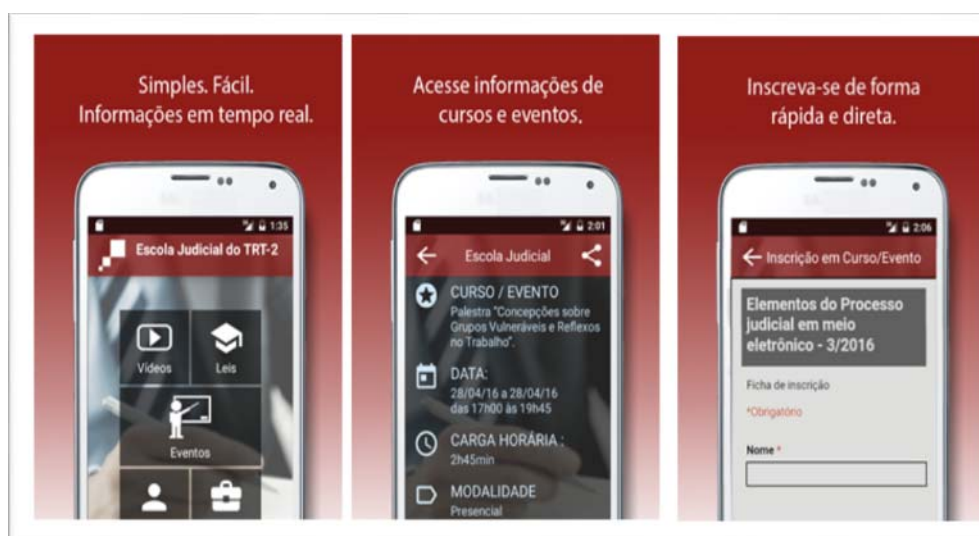 Simples. Fácil.
Informações em tempo real.
1:35
Escola Judicial do TRT-2
Vídeos
Leis
Eventos
Acesse informações de
cursos e eventos.
2:01
Escola Judicial
CURSO / EVENTO
Palestra "Concepções sobre
Grupos Vulneráveis e Reflexos
no Trabalho".
DATA:
28/04/16 a 28/04/16
das 17h00 às 19h45
CARGA HORÁRIA :
2h45min
MODALIDADE
Presencial
Inscreva-se de forma
rápida e direta.
2:06
Inscrição em Curso/Evento
Elementos do Processo
judicial em meio
eletrônico - 3/2016
Ficha de inscrição
*Obrigatório
Nome *